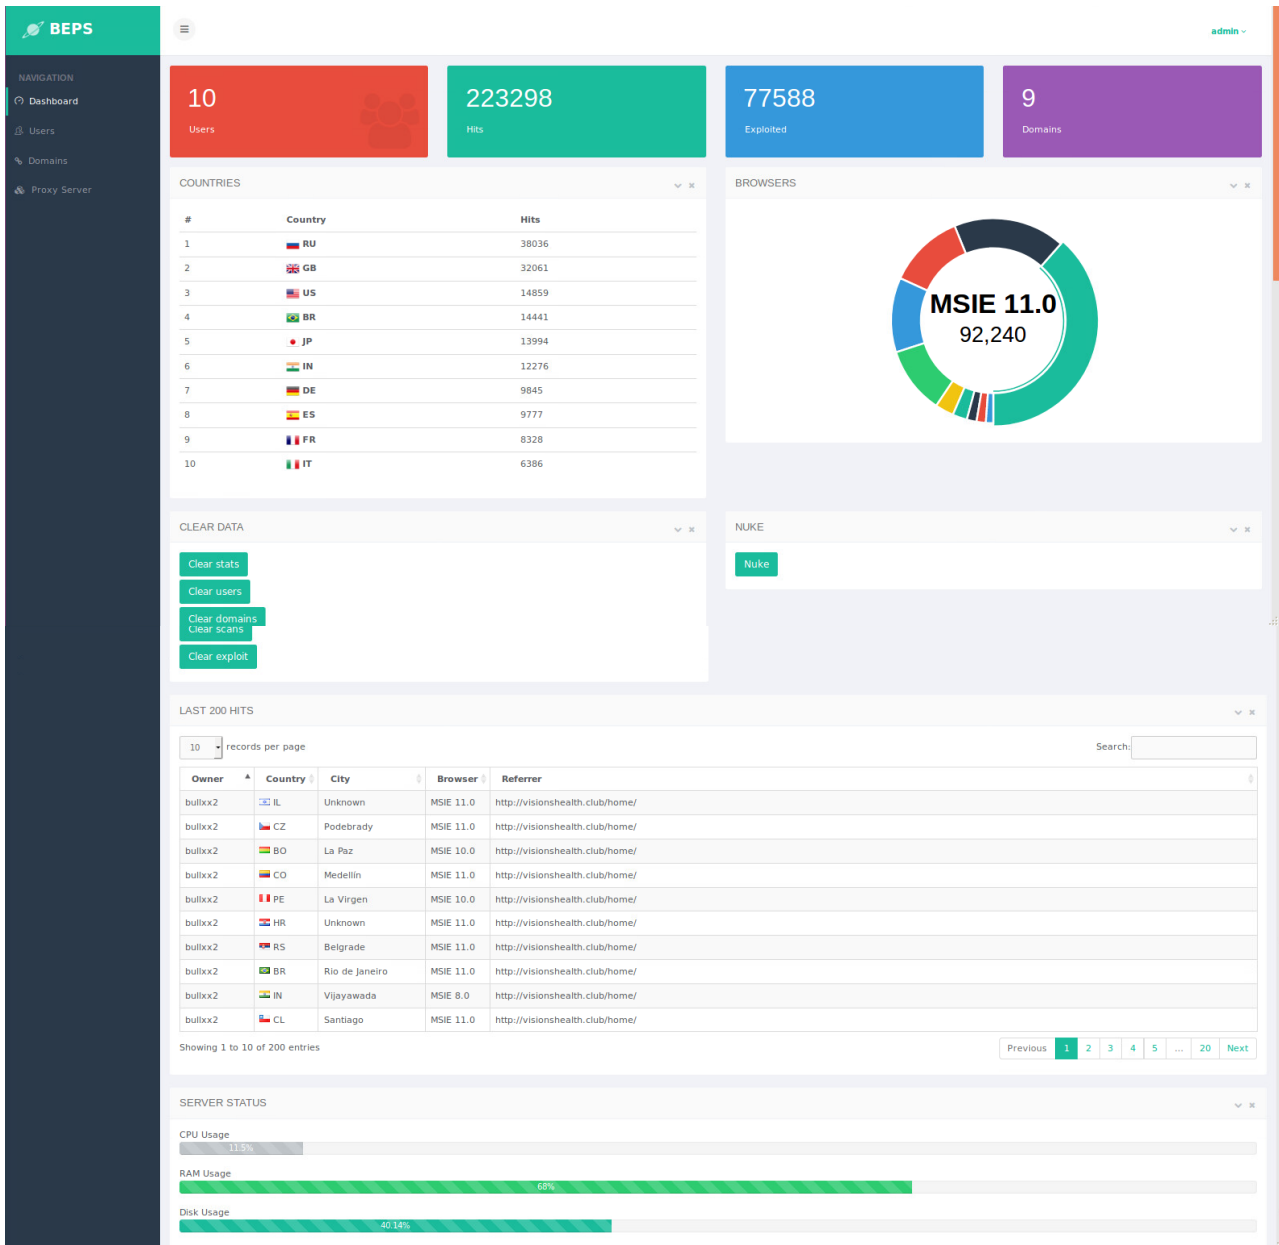 BEPS
admin
NAVIGATION
Dashboard
Users
Domains
Proxy Server
10
Users
223298
Hits
77588
Exploited
9
Domains
COUNTRIES
# Country Hits
1 RU 38036
2 GB 32061
3 US 14859
4 BR 14441
5 JP 13994
6 IN 12276
7 DE 9845
8 ES 9777
9 FR 8328
10 IT 6386
BROWSERS
MSIE 11.0
92,240
CLEAR DATA
Clear stats
Clear users
Clear domains
Clear scans
Clear exploit
NUKE
Nuke
LAST 200 HITS
10 records per page Search:
Owner Country City Browser Referrer
bullxx2 IL Unknown MSIE 11.0 http://visionshealth.club/home/
bullxx2 CZ Podebrady MSIE 11.0 http://visionshealth.club/home/
bullxx2 BO La Paz MSIE 10.0 http://visionshealth.club/home/
bullxx2 CO Medellín MSIE 11.0 http://visionshealth.club/home/
bullxx2 PE La Virgen MSIE 10.0 http://visionshealth.club/home/
bullxx2 HR Unknown MSIE 11.0 http://visionshealth.club/home/
bullxx2 RS Belgrade MSIE 11.0 http://visionshealth.club/home/
bullxx2 BR Rio de Janeiro MSIE 11.0 http://visionshealth.club/home/
bullxx2 IN Vijayawada MSIE 8.0 http://visionshealth.club/home/
bullxx2 CL Santiago MSIE 11.0 http://visionshealth.club/home/
Showing 1 to 10 of 200 entries Previous 1 2 3 4 5 ... 20 Next
SERVER STATUS
CPU Usage
11.5%
RAM Usage
68%
Disk Usage
40.14%